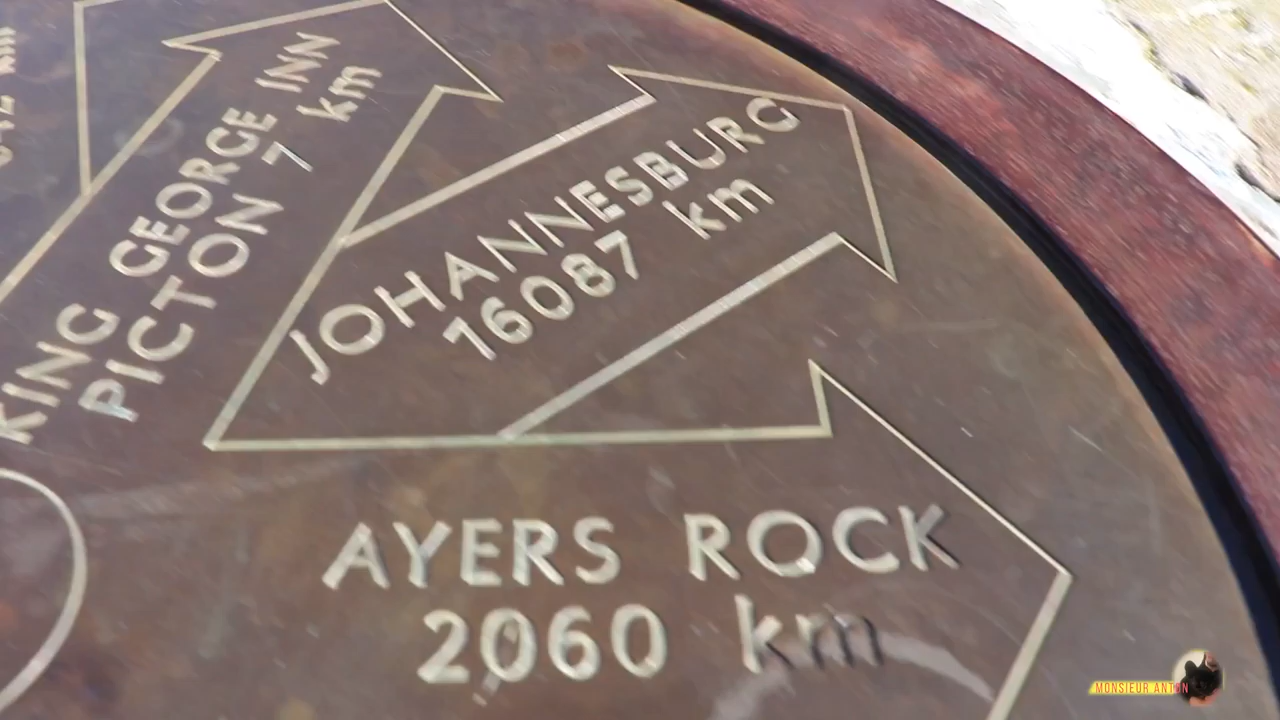 KING GEORGE INN
PICTON 7 km
JOHANNESBURG
16087 km
AYERS ROCK
2060 km
MONSIEUR ANTON